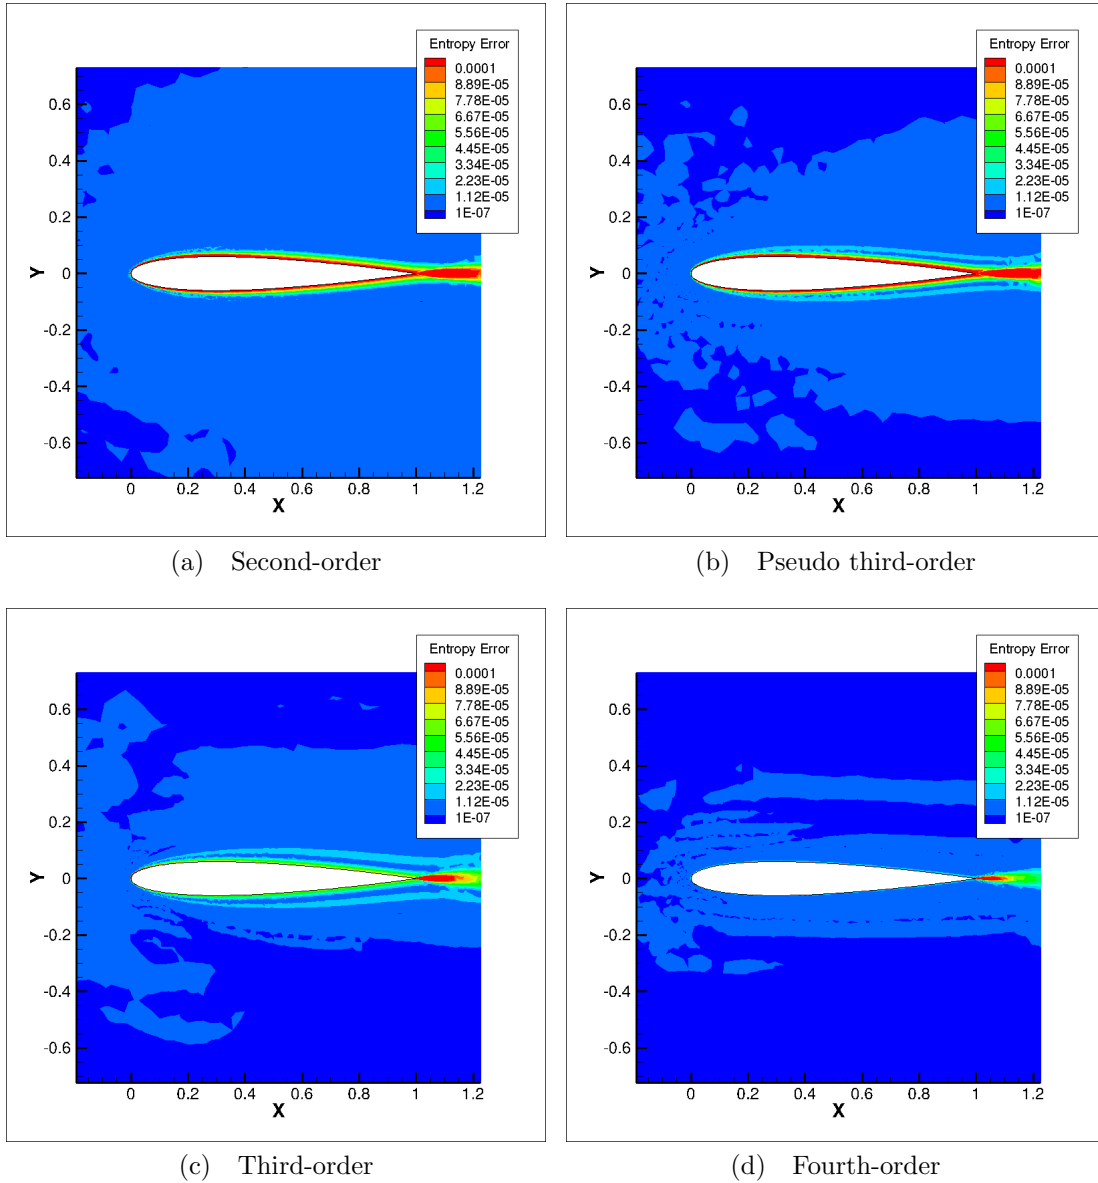 Entropy Error
0.0001
8.89E-05
7.78E-05
6.67E-05
5.56E-05
4.45E-05
3.34E-05
2.23E-05
1.12E-05
1E-07
0.6
0.4
0.2
0
-0.2
-0.4
-0.6
Y
0 0.2 0.4 0.6 0.8 1 1.2
X
(a) Second-order
Entropy Error
0.0001
8.89E-05
7.78E-05
6.67E-05
5.56E-05
4.45E-05
3.34E-05
2.23E-05
1.12E-05
1E-07
0.6
0.4
0.2
0
-0.2
-0.4
-0.6
Y
0 0.2 0.4 0.6 0.8 1 1.2
X
(b) Pseudo third-order
Entropy Error
0.0001
8.89E-05
7.78E-05
6.67E-05
5.56E-05
4.45E-05
3.34E-05
2.23E-05
1.12E-05
1E-07
0.6
0.4
0.2
0
-0.2
-0.4
-0.6
Y
0 0.2 0.4 0.6 0.8 1 1.2
X
(c) Third-order
Entropy Error
0.0001
8.89E-05
7.78E-05
6.67E-05
5.56E-05
4.45E-05
3.34E-05
2.23E-05
1.12E-05
1E-07
0.6
0.4
0.2
0
-0.2
-0.4
-0.6
Y
0 0.2 0.4 0.6 0.8 1 1.2
X
(d) Fourth-order